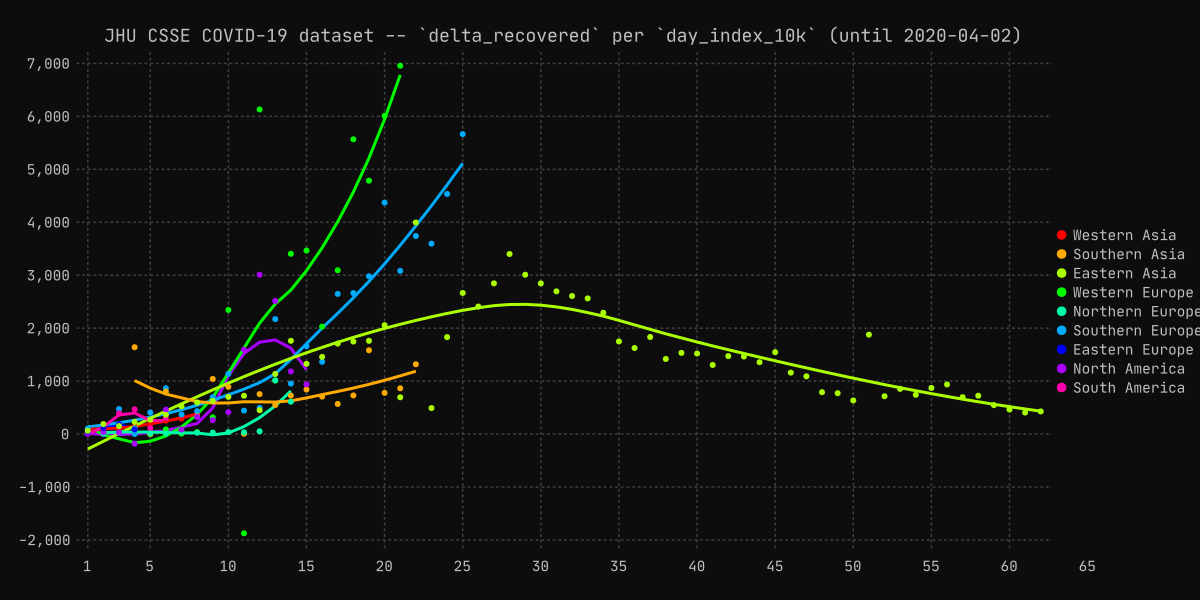 JHU CSSE COVID-19 dataset -- `delta_recovered` per `day_index_10k` (until 2020-04-02)
7,000
6,000
5,000
4,000
3,000
2,000
1,000
0
-1,000
-2,000
1 5 10 15 20 25 30 35 40 45 50 55 60 65
Western Asia
Southern Asia
Eastern Asia
Western Europe
Northern Europe
Southern Europe
Eastern Europe
North America
South America